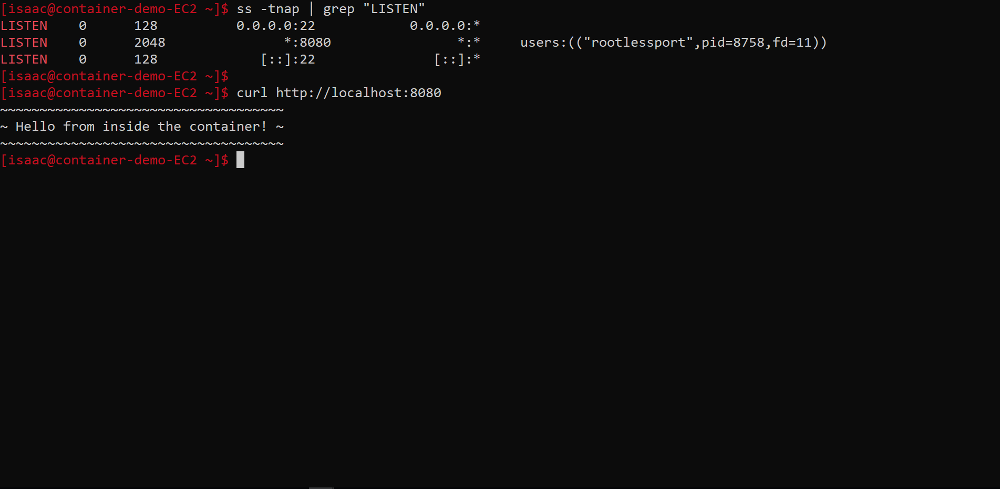 [isaac@container-demo-EC2 ~]$ ss -tnap | grep "LISTEN"
LISTEN    0      128          0.0.0.0:22            0.0.0.0:*
LISTEN    0      2048               *:8080                *:*     users:(("rootlessport",pid=8758,fd=11))
LISTEN    0      128             [::]:22               [::]:*
[isaac@container-demo-EC2 ~]$
[isaac@container-demo-EC2 ~]$ curl http://localhost:8080
~~~~~~~~~~~~~~~~~~~~~~~~~~~~~~~~~~~~
~ Hello from inside the container! ~
~~~~~~~~~~~~~~~~~~~~~~~~~~~~~~~~~~~~
[isaac@container-demo-EC2 ~]$